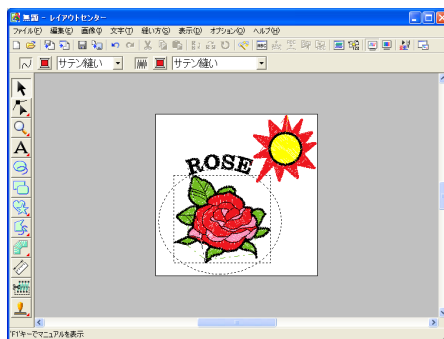 無題 - レイアウトセンター
ファイル(F) 編集(E) 画像(I) 文字(T) 縫い方(S) 表示(D) オプション(O) ヘルプ(H)
サテン縫い サテン縫い
A
ROSE
'F1'キーでマニュアルを表示